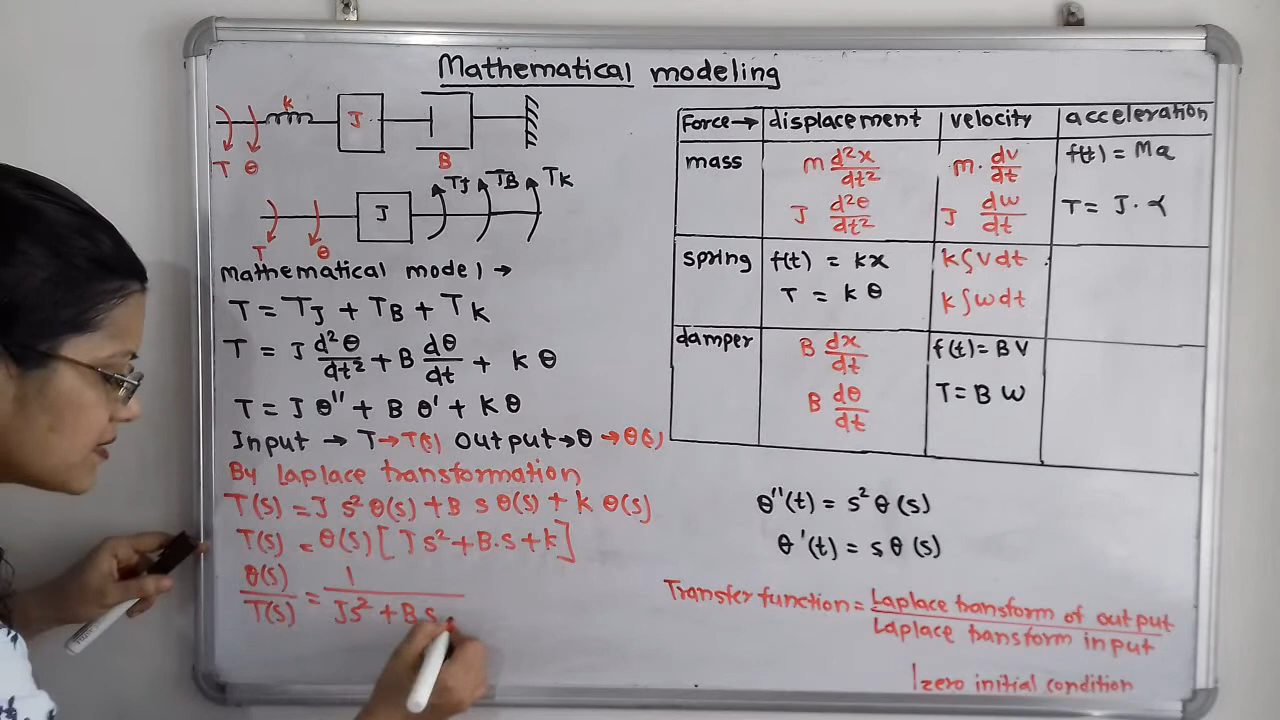 Mathematical modeling
K
J
B
T θ
TJ TB TK
J
T θ
Mathematical model →
T = TJ + TB + TK
T = J d²θ/dt² + B dθ/dt + K θ
T = J θ'' + B θ' + K θ
Input → T → T(s) Output → θ → θ(s)
By Laplace transformation
T(s) = J s² θ(s) + B s θ(s) + K θ(s)
T(s) = θ(s) [ J s² + B.s + k ]
θ(s)/T(s) = 1/Js² + B s
Force → displacement velocity acceleration
mass M d²x/dt² M. dv/dt f(t) = Ma
J d²θ/dt² J dω/dt T = J. α
spring f(t) = Kx K∫vdt
T = K θ K∫ωdt
damper B dx/dt f(t) = B V
B dθ/dt T = B ω
θ''(t) = s² θ (s)
θ'(t) = s θ (s)
Transfer function = Laplace transform of output
Laplace transform input
|zero initial condition